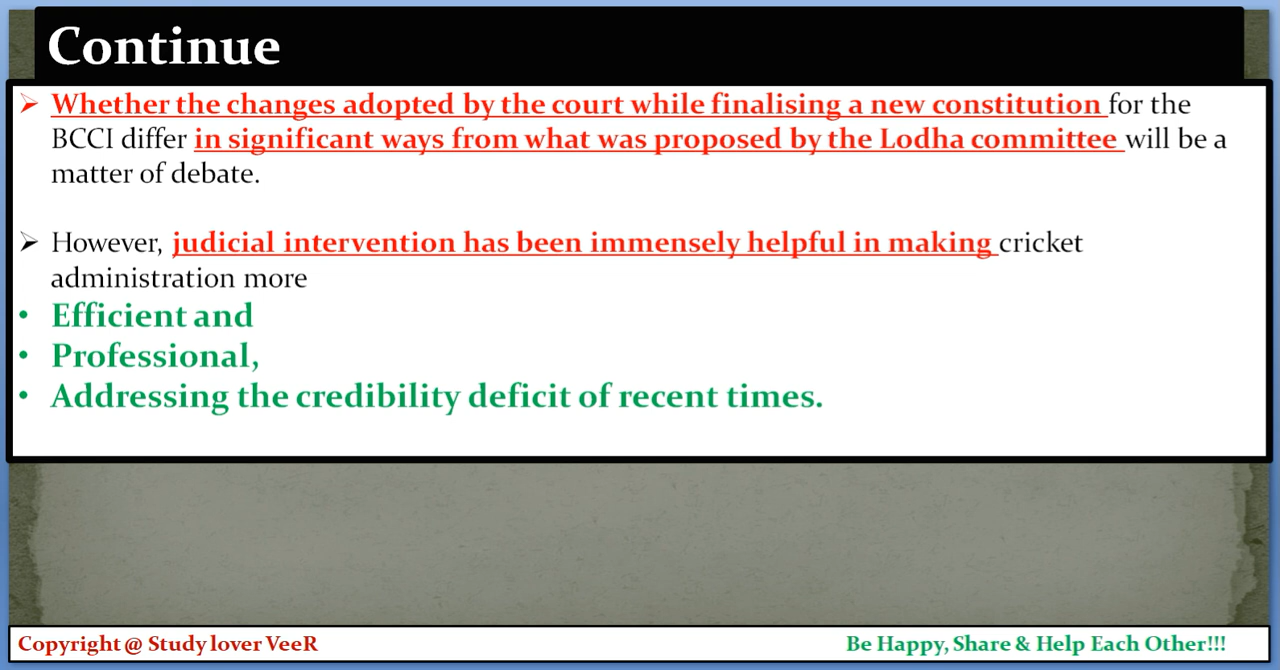 Continue
➢ Whether the changes adopted by the court while finalising a new constitution for the
BCCI differ in significant ways from what was proposed by the Lodha committee will be a
matter of debate.
➢ However, judicial intervention has been immensely helpful in making cricket
administration more
• Efficient and
• Professional,
• Addressing the credibility deficit of recent times.
Copyright @ Study lover VeeR
Be Happy, Share & Help Each Other!!!